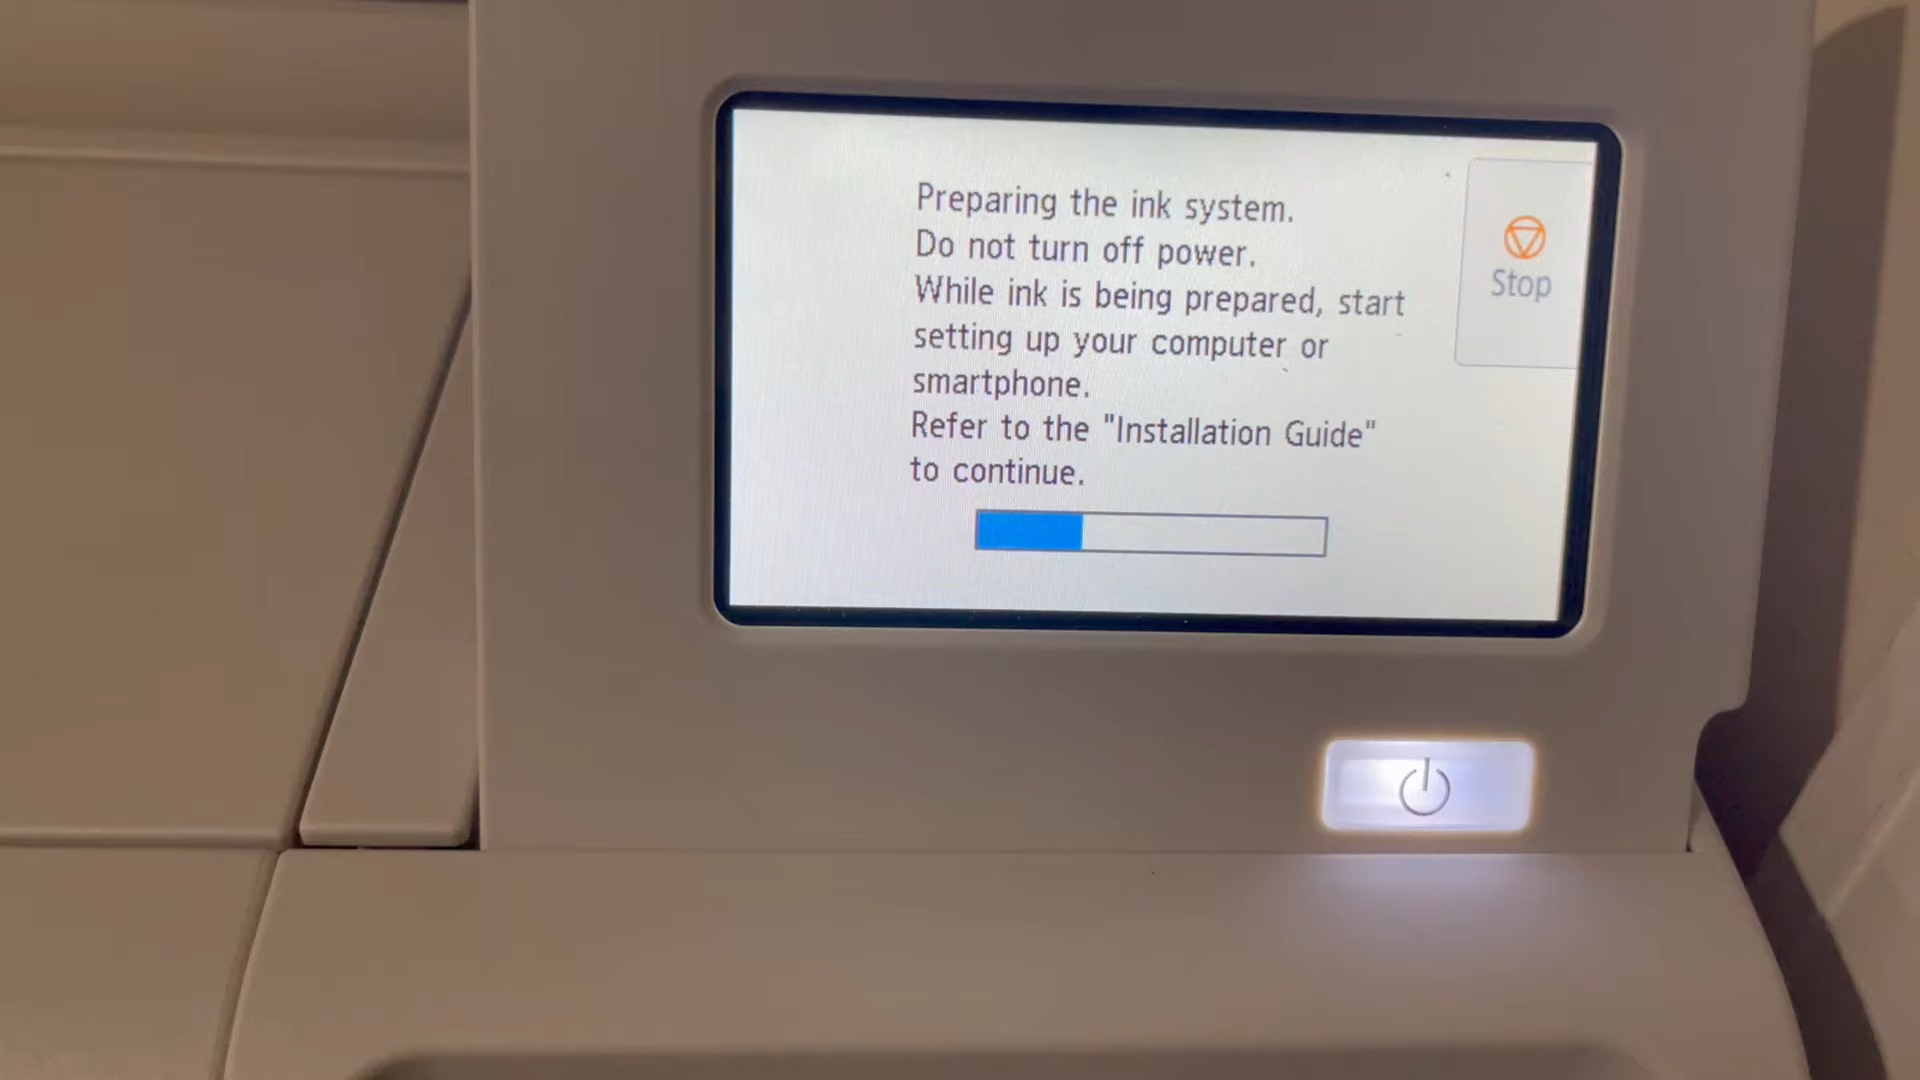 Preparing the ink system.
Do not turn off power.
While ink is being prepared, start
setting up your computer or
smartphone.
Refer to the "Installation Guide"
to continue.
Stop